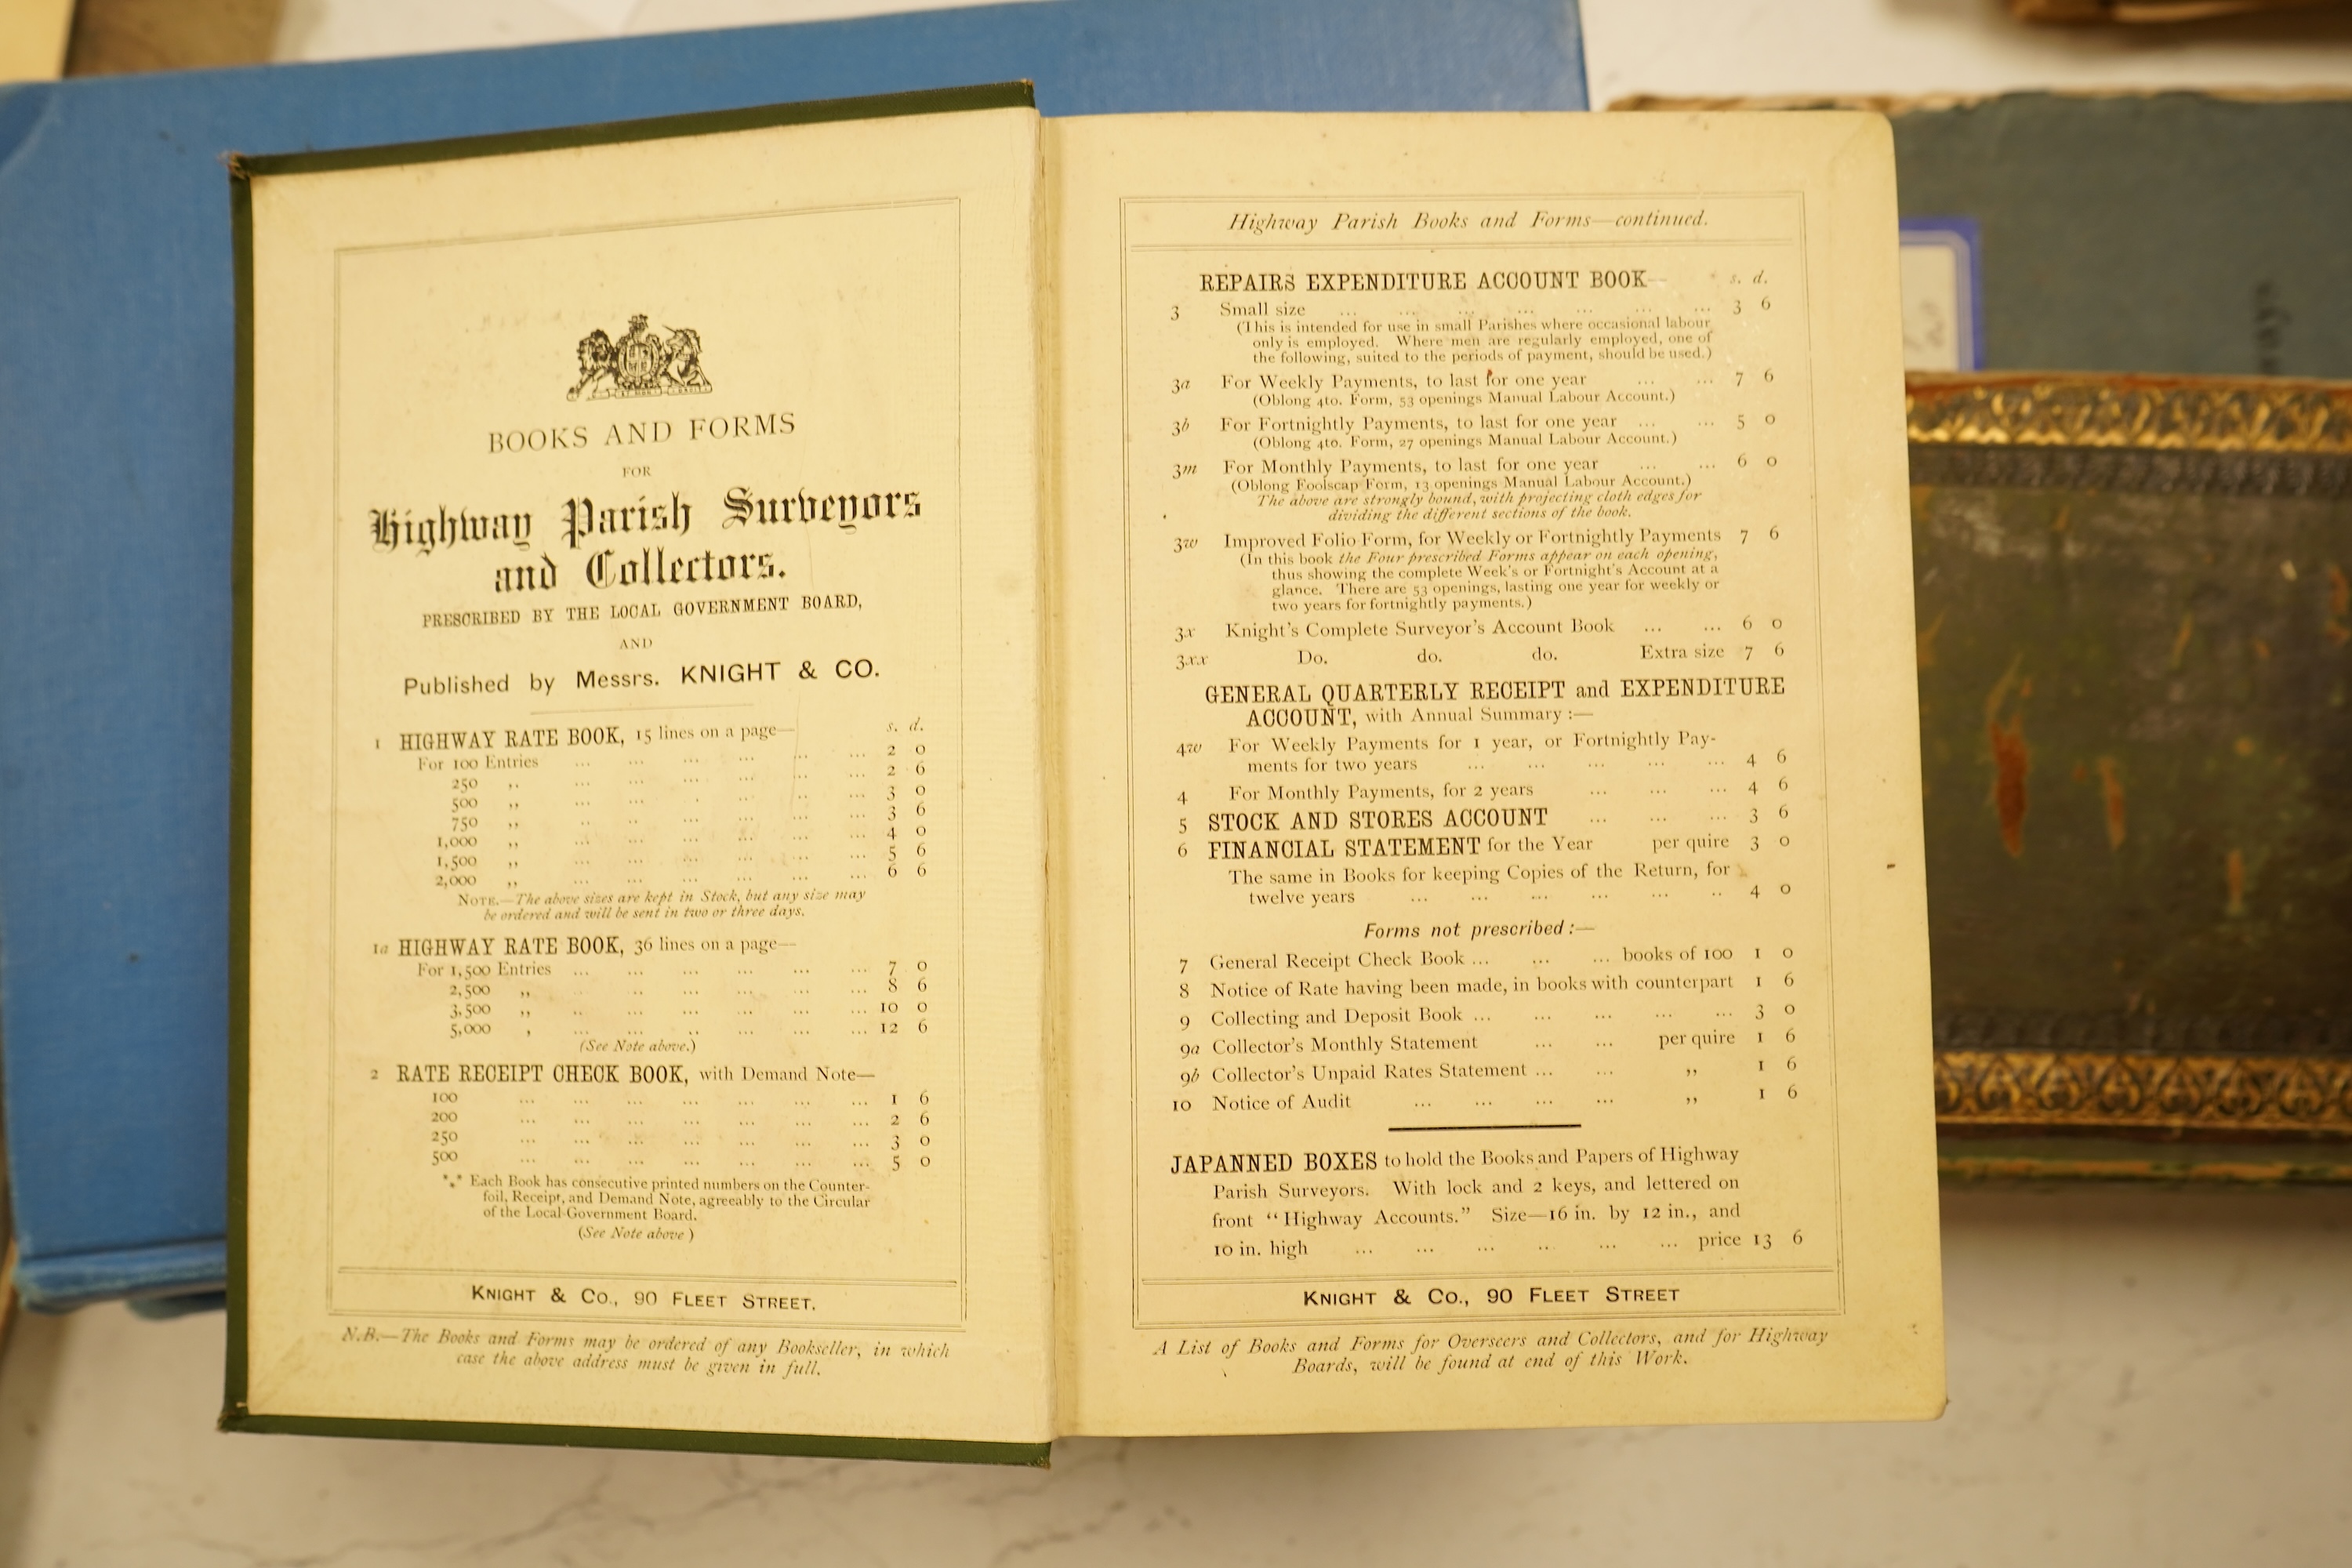 BOOKS AND FORMS
FOR
Highway Parish Surveyors
and Collectors.
PRESCRIBED BY THE LOCAL GOVERNMENT BOARD,
AND
Published by Messrs. KNIGHT & CO.
s. d.
1 HIGHWAY RATE BOOK, 15 lines on a page—
For 100 Entries ... ... ... ... ... ... 2 0
250 ,, ... ... ... ... ... ... 2 6
500 ,, ... ... ... ... ... ... 3 0
750 ,, ... ... ... ... ... ... 3 6
1,000 ,, ... ... ... ... ... ... 4 0
1,500 ,, ... ... ... ... ... ... 5 6
2,000 ,, ... ... ... ... ... ... 6 6
NOTE.—The above sizes are kept in Stock, but any size may
be ordered and will be sent in two or three days.
1a HIGHWAY RATE BOOK, 36 lines on a page—
For 1,500 Entries ... ... ... ... ... ... 7 0
2,500 ,, ... ... ... ... ... ... 8 6
3,500 ,, ... ... ... ... ... ... 10 0
5,000 , ... ... ... ... ... ... 12 6
(See Note above.)
2 RATE RECEIPT CHECK BOOK, with Demand Note—
100 ... ... ... ... ... ... ... 1 6
200 ... ... ... ... ... ... ... 2 6
250 ... ... ... ... ... ... ... 3 0
500 ... ... ... ... ... ... ... 5 0
*.* Each Book has consecutive printed numbers on the Counter-
foil, Receipt, and Demand Note, agreeably to the Circular
of the Local Government Board.
(See Note above)
KNIGHT & Co., 90 FLEET STREET.
N.B.—The Books and Forms may be ordered of any Bookseller, in which
case the above address must be given in full.
Highway Parish Books and Forms—continued.
REPAIRS EXPENDITURE ACCOUNT BOOK— s. d.
3 Small size ... ... ... ... ... ... ... 3 6
(This is intended for use in small Parishes where occasional labour
only is employed. Where men are regularly employed, one of
the following, suited to the periods of payment, should be used.)
3a For Weekly Payments, to last for one year ... ... 7 6
(Oblong 4to. Form, 53 openings Manual Labour Account.)
3b For Fortnightly Payments, to last for one year ... ... 5 0
(Oblong 4to. Form, 27 openings Manual Labour Account.)
3m For Monthly Payments, to last for one year ... ... 6 0
(Oblong Foolscap Form, 13 openings Manual Labour Account.)
The above are strongly bound, with projecting cloth edges for
dividing the different sections of the book.
3w Improved Folio Form, for Weekly or Fortnightly Payments 7 6
(In this book the Four prescribed Forms appear on each opening,
thus showing the complete Week's or Fortnight's Account at a
glance. There are 53 openings, lasting one year for weekly or
two years for fortnightly payments.)
3x Knight's Complete Surveyor's Account Book ... ... 6 0
3xx Do. do. do. Extra size 7 6
GENERAL QUARTERLY RECEIPT and EXPENDITURE
ACCOUNT, with Annual Summary :—
4w For Weekly Payments for 1 year, or Fortnightly Pay-
ments for two years ... ... ... ... ... 4 6
4 For Monthly Payments, for 2 years ... ... ... 4 6
5 STOCK AND STORES ACCOUNT ... ... ... 3 6
6 FINANCIAL STATEMENT for the Year per quire 3 0
The same in Books for keeping Copies of the Return, for
twelve years ... ... ... ... ... .. 4 0
Forms not prescribed :—
7 General Receipt Check Book ... ... ... books of 100 1 0
8 Notice of Rate having been made, in books with counterpart 1 6
9 Collecting and Deposit Book ... ... ... ... ... 3 0
9a Collector's Monthly Statement ... ... per quire 1 6
9b Collector's Unpaid Rates Statement ... ... ,, 1 6
10 Notice of Audit ... ... ... ... ,, 1 6
JAPANNED BOXES to hold the Books and Papers of Highway
Parish Surveyors. With lock and 2 keys, and lettered on
front "Highway Accounts." Size—16 in. by 12 in., and
10 in. high ... ... ... ... ... ... price 13 6
KNIGHT & Co., 90 FLEET STREET
A List of Books and Forms for Overseers and Collectors, and for Highway
Boards, will be found at end of this Work.